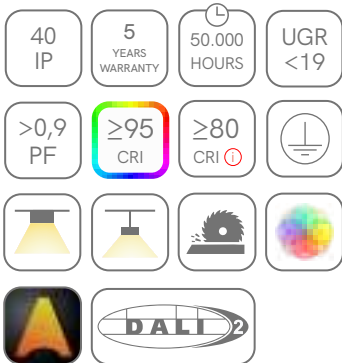 40
IP
5
YEARS
WARRANTY
50.000
HOURS
UGR
<19
>0,9
PF
≥95
CRI
≥80
CRI i
A
DALI 2